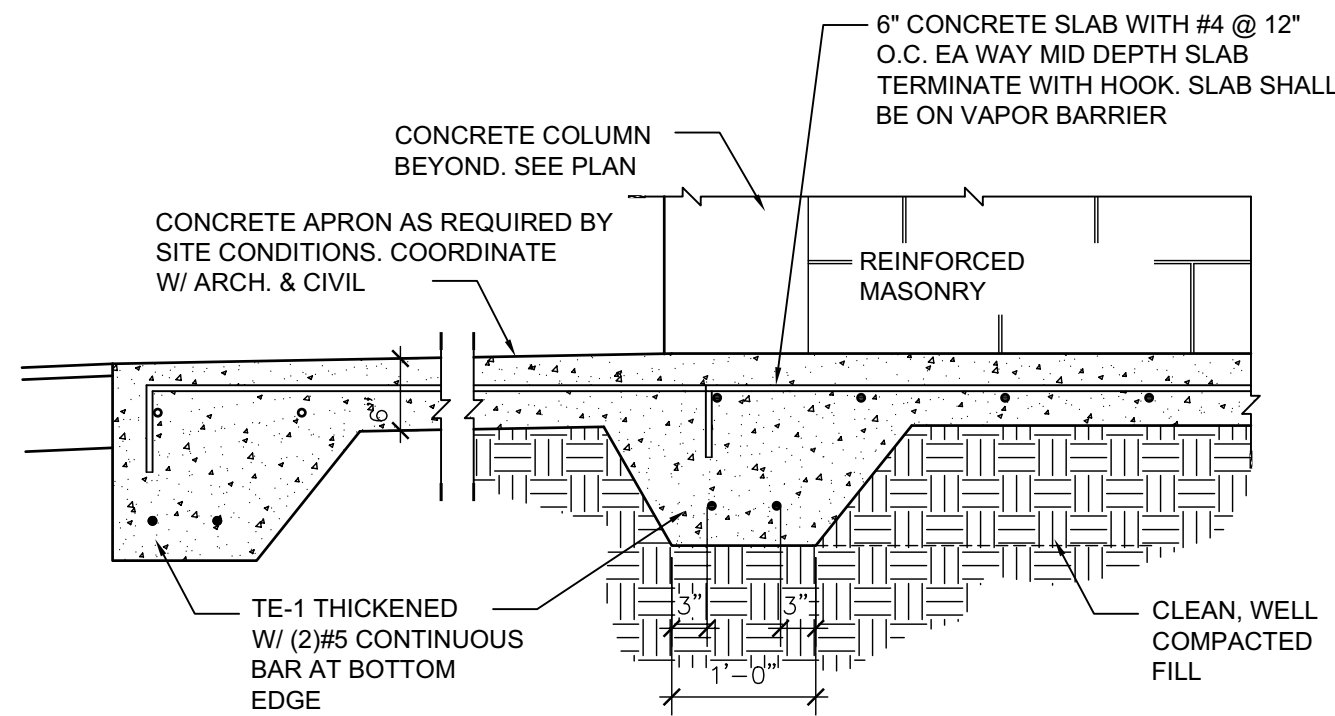 6" CONCRETE SLAB WITH #4 @ 12"
O.C. EA WAY MID DEPTH SLAB
TERMINATE WITH HOOK. SLAB SHALL
BE ON VAPOR BARRIER
CONCRETE COLUMN
BEYOND. SEE PLAN
CONCRETE APRON AS REQUIRED BY
SITE CONDITIONS. COORDINATE
W/ ARCH. & CIVIL
REINFORCED
MASONRY
6"
TE-1 THICKENED
W/ (2)#5 CONTINUOUS
BAR AT BOTTOM
EDGE
3"
3"
1'-0"
CLEAN, WELL
COMPACTED
FILL